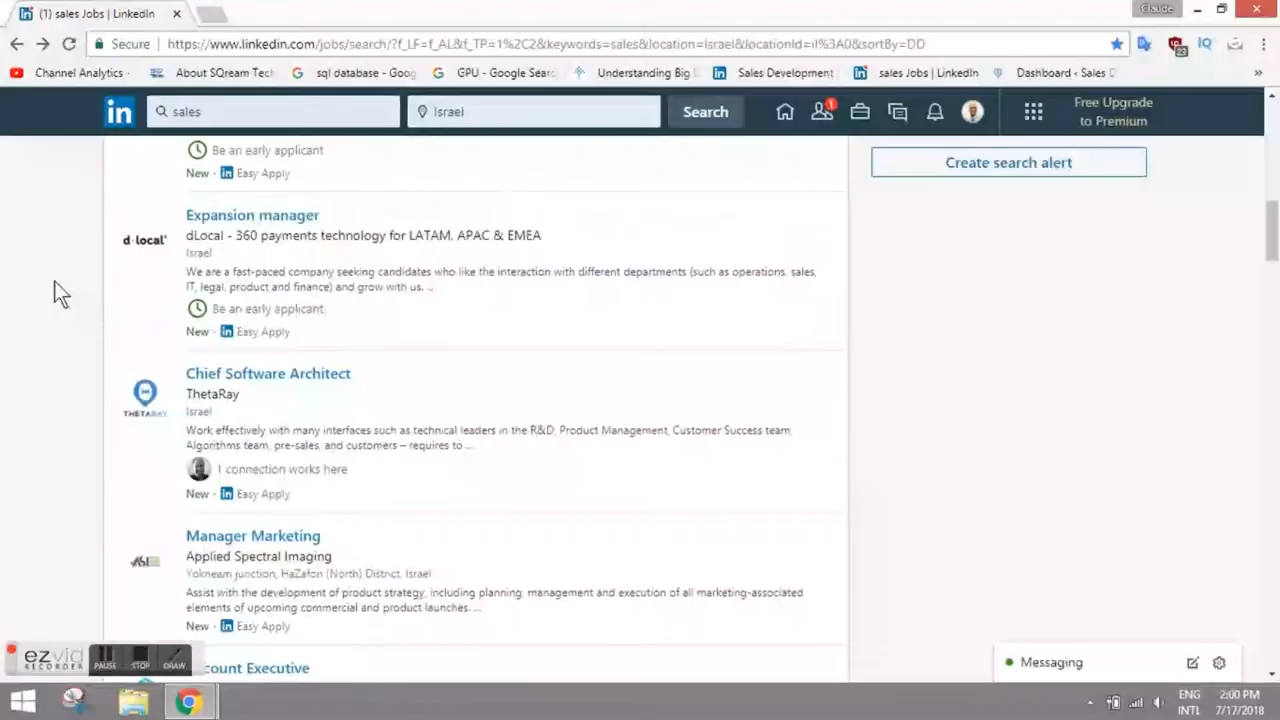 (1) sales Jobs | LinkedIn
Claude
Secure
https://www.linkedin.com/jobs/search/?f_LF=f_AL&f_TP=1%2C2&keywords=sales&location=Israel&locationId=il%3A0&sortBy=DD
23
IQ
Channel Analytics -
About SQream Tech
sql database - Goog
GPU - Google Searc
Understanding Big
Sales Development
sales Jobs | LinkedIn
Dashboard ‹ Sales
in
sales
Israel
Search
1
Free Upgrade
to Premium
Be an early applicant
New · in Easy Apply
Create search alert
Expansion manager
d·local
dLocal - 360 payments technology for LATAM, APAC & EMEA
Israel
We are a fast-paced company seeking candidates who like the interaction with different departments (such as operations, sales,
IT, legal, product and finance) and grow with us. ...
Be an early applicant
New · in Easy Apply
Chief Software Architect
ThetaRay
THETARAY
Israel
Work effectively with many interfaces such as technical leaders in the R&D, Product Management, Customer Success team,
Algorithms team, pre-sales, and customers – requires to ...
1 connection works here
New · in Easy Apply
Manager Marketing
Applied Spectral Imaging
Yokneam junction, HaZafon (North) District, Israel
Assist with the development of product strategy, including planning, management and execution of all marketing-associated
elements of upcoming commercial and product launches. ...
New · in Easy Apply
ezvid
RECORDER
PAUSE
STOP
DRAW
count Executive
Messaging
ENG
INTL
2:00 PM
7/17/2018